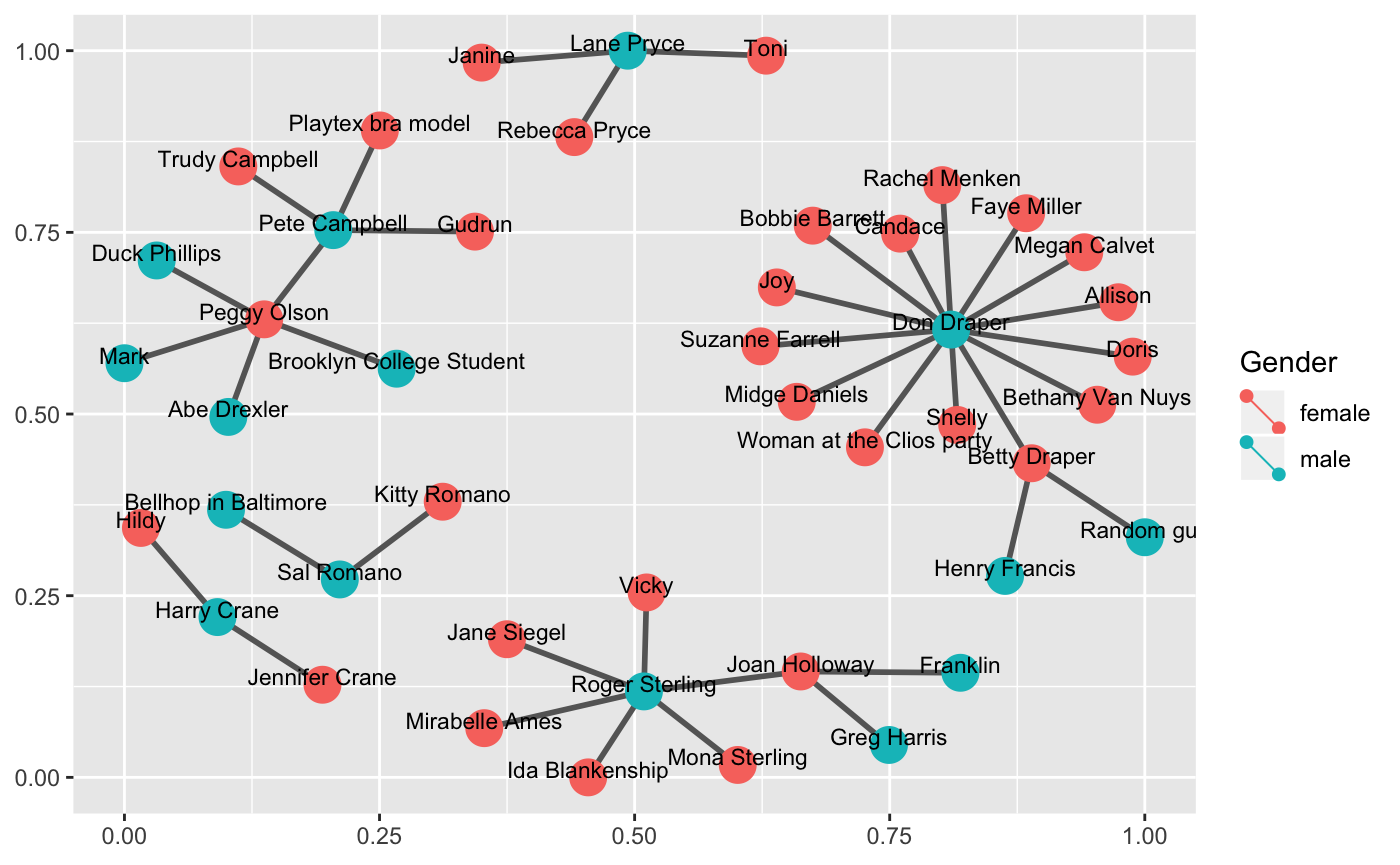 1.00
0.75
0.50
0.25
0.00
Janine
Lane Pryce
Toni
Playtex bra model
Rebecca Pryce
Trudy Campbell
Pete Campbell
Gudrun
Duck Phillips
Peggy Olson
Mark
Brooklyn College Student
Abe Drexler
Rachel Menken
Bobbie Barrett
Candace
Faye Miller
Megan Calvet
Joy
Allison
Don Draper
Suzanne Farrell
Doris
Midge Daniels
Bethany Van Nuys
Shelly
Woman at the Clios party
Betty Draper
Random gu
Henry Francis
Bellhop in Baltimore
Kitty Romano
Hildy
Sal Romano
Harry Crane
Jennifer Crane
Vicky
Jane Siegel
Joan Holloway
Franklin
Roger Sterling
Mirabelle Ames
Greg Harris
Ida Blankenship
Mona Sterling
0.00
0.25
0.50
0.75
1.00
Gender
female
male